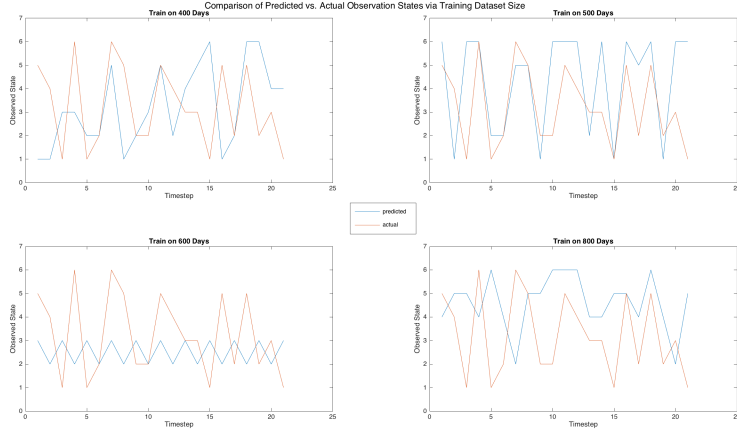 Comparison of Predicted vs. Actual Observation States via Training Dataset Size
Train on 400 Days
7
6
5
4
3
2
1
0
Observed State
0 5 10 15 20 25
Timestep
Train on 500 Days
7
6
5
4
3
2
1
0
Observed State
0 5 10 15 20 25
Timestep
predicted
actual
Train on 600 Days
7
6
5
4
3
2
1
0
Observed State
0 5 10 15 20 25
Timestep
Train on 800 Days
7
6
5
4
3
2
1
0
Observed State
0 5 10 15 20 25
Timestep